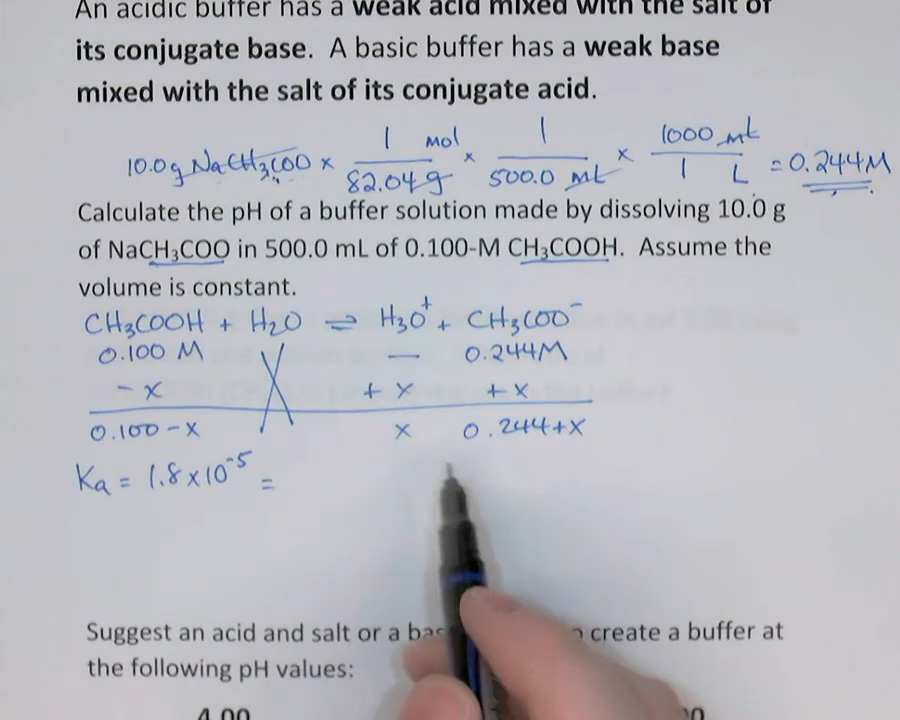 An acidic buffer has a weak acid mixed with the salt of
its conjugate base. A basic buffer has a weak base
mixed with the salt of its conjugate acid.
10.0g NaCH₃COO × 1 mol / 82.04g × 1 / 500.0 mL × 1000 mL / 1 L = 0.244M
Calculate the pH of a buffer solution made by dissolving 10.0 g
of NaCH₃COO in 500.0 mL of 0.100-M CH₃COOH. Assume the
volume is constant.
CH₃COOH + H₂O ⇌ H₃O⁺ + CH₃COO⁻
0.100 M — 0.244M
-x +x +x
0.100-x x 0.244+x
Ka = 1.8×10⁻⁵ =
Suggest an acid and salt or a create a buffer at
the following pH values:
4.00